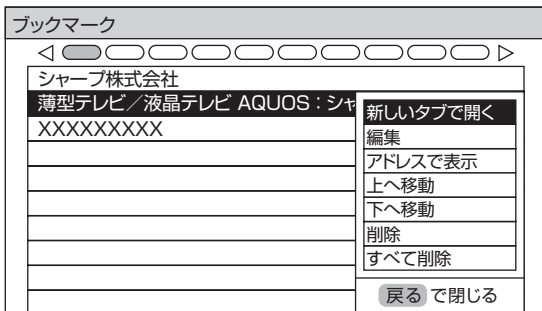 ブックマーク
シャープ株式会社
薄型テレビ／液晶テレビ AQUOS：シャ
XXXXXXXXX
新しいタブで開く
編集
アドレスで表示
上へ移動
下へ移動
削除
すべて削除
戻る で閉じる